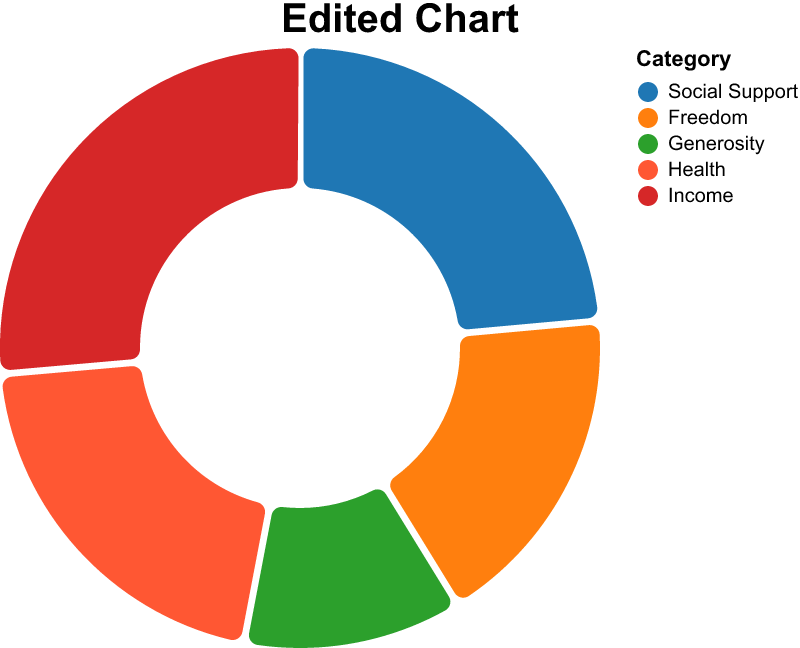 Edited Chart
Category
Social Support
Freedom
Generosity
Health
Income